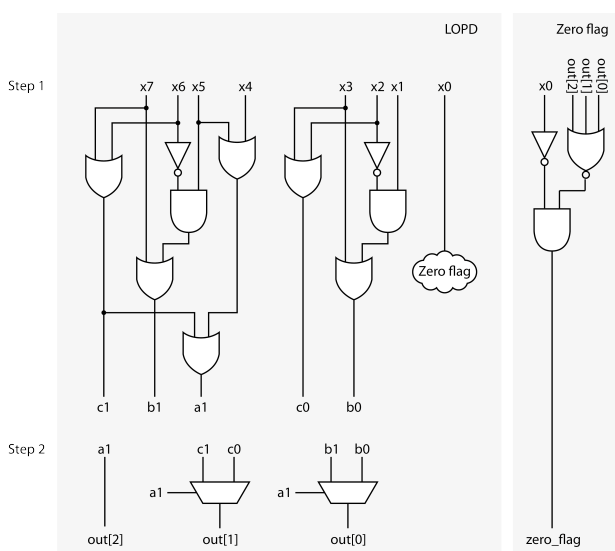 LOPD
Zero flag
out[2]
out[1]
out[0]
Step 1
x7 x6 x5 x4 x3 x2 x1 x0 x0
Zero flag
c1 b1 a1 c0 b0
Step 2
a1 c1 c0 b1 b0
a1 a1
out[2] out[1] out[0] zero_flag